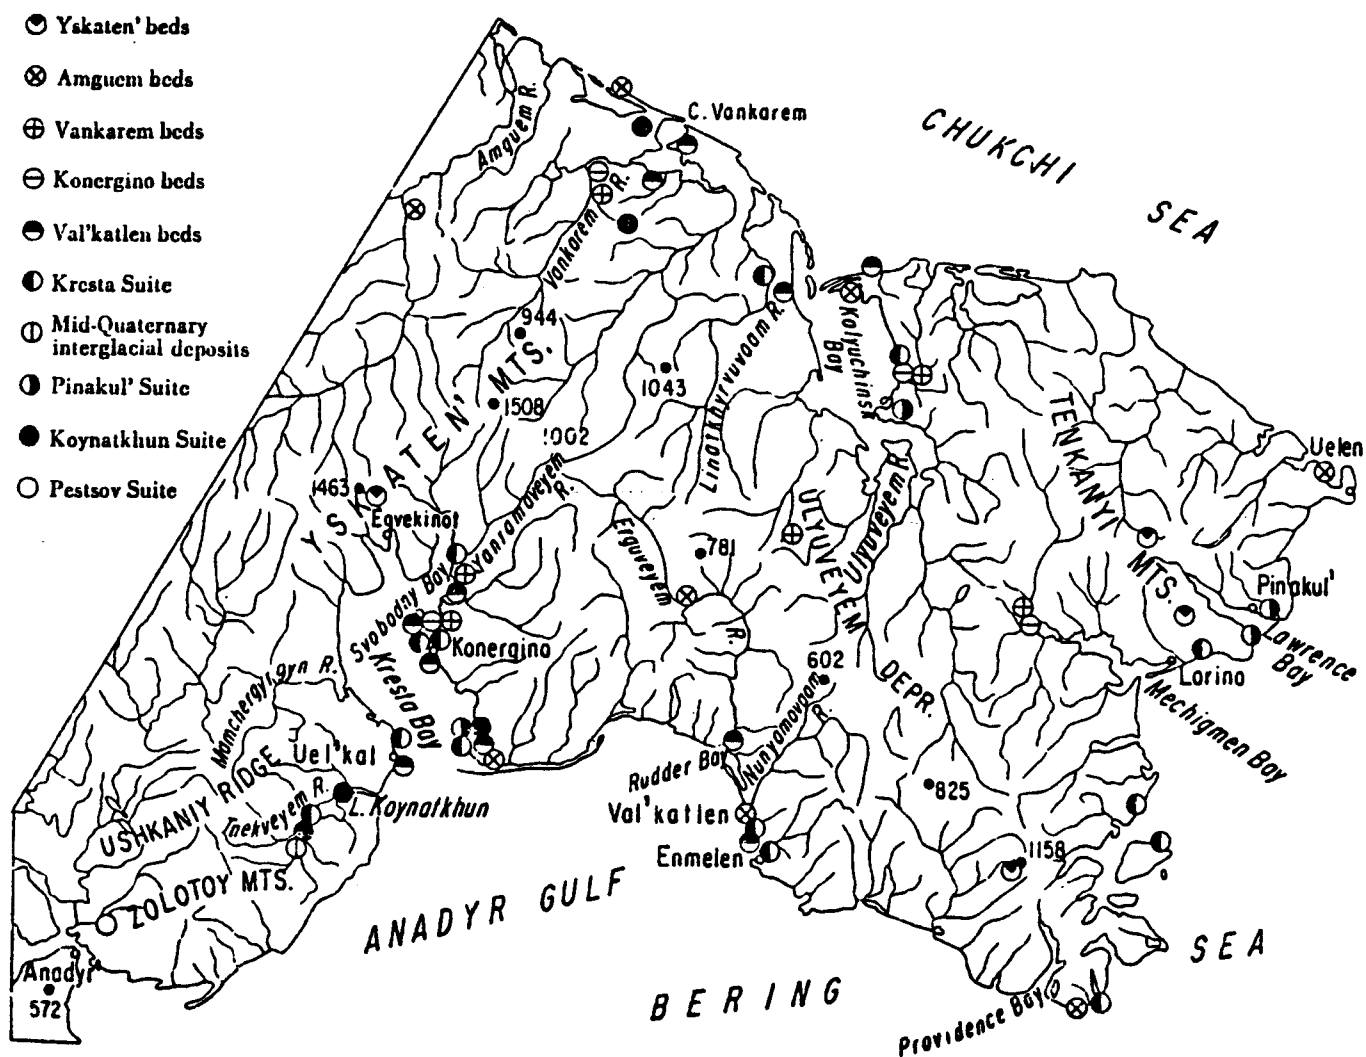 Yskaten' beds
Amguem beds
Vankarem beds
Konergino beds
Val'katlen beds
Kresta Suite
Mid-Quaternary
interglacial deposits
Pinakul' Suite
Koynatkhun Suite
Pestsov Suite
C. Vankarem
CHUKCHI
SEA
Amguem R.
Vankarem R.
944
1043
1508
1002
1463
YSKATEN' MTS.
Egvekinot
Yanramaveyem
R.
Linatkhyrvuvaam R.
Kolyuchinsk
Bay
TENKANYI
MTS.
Uelen
ULYUVEYEM
DEPR.
Ulyuveyem R.
Erguveyem
R.
781
Svobodny Bay
Konergino
Kresta Bay
602
Pinakul'
Lawrence
Bay
Lorino
Mechigmen Bay
Mamchergyrgyn R.
Uel'kal
USHKANIY RIDGE
Tnekveyem R.
L. Koynatkhun
Rudder Bay
Nunyamovaam
R.
825
Val'katlen
Enmelen
1158
ZOLOTOY MTS.
ANADYR GULF
Anadyr'
572
BERING
SEA
Providence Bay